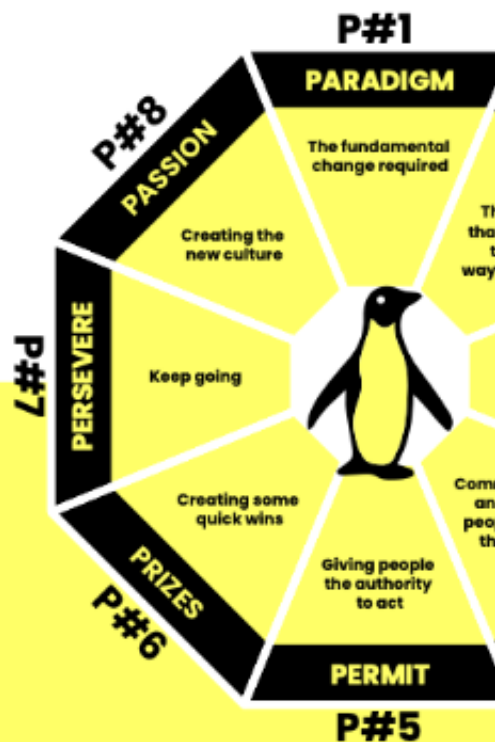 P#1
PARADIGM
The fundamental
change required
P#8
PASSION
Creating the
new culture
P#7
PERSEVERE
Keep going
P#6
PRIZES
Creating some
quick wins
P#5
PERMIT
Giving people
the authority
to act